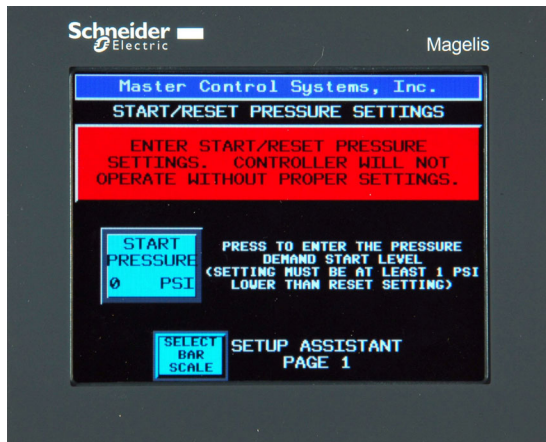 Schneider
Electric
Magelis
Master Control Systems, Inc.
START/RESET PRESSURE SETTINGS
ENTER START/RESET PRESSURE
SETTINGS. CONTROLLER WILL NOT
OPERATE WITHOUT PROPER SETTINGS.
START
PRESSURE
0 PSI
PRESS TO ENTER THE PRESSURE
DEMAND START LEVEL
(SETTING MUST BE AT LEAST 1 PSI
LOWER THAN RESET SETTING)
SELECT
BAR
SCALE
SETUP ASSISTANT
PAGE 1